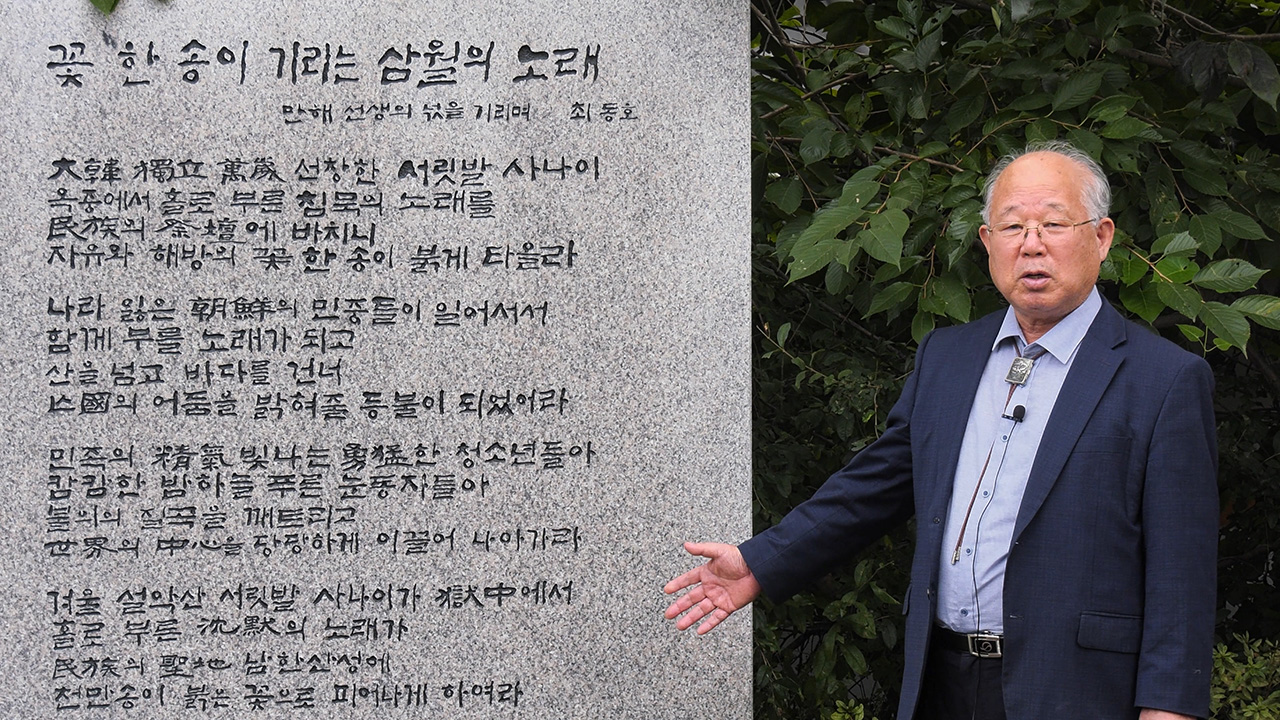 꽃 한 송이 기리는 삼월의 노래
만해 선생의 넋을 기리며 최동호
大韓 獨立 萬歲 선창한 서릿발 사나이
옥중에서 홀로 부른 침묵의 노래를
民族의 祭壇에 바치니
자유와 해방의 꽃 한 송이 붉게 타올라
나라 잃은 朝鮮의 민중들이 일어서서
함께 부를 노래가 되고
산을 넘고 바다를 건너
亡國의 어둠을 밝혀줄 등불이 되었어라
민족의 精氣 빛나는 勇猛한 청소년들아
캄캄한 밤하늘 푸른 눈동자들아
불의의 질곡을 깨트리고
世界의 中心을 당당하게 이끌어 나아가라
겨울 설악산 서릿발 사나이가 獄中에서
홀로 부른 沈默의 노래가
民族의 聖地 남한산성에
천만송이 붉은 꽃으로 피어나게 하여라